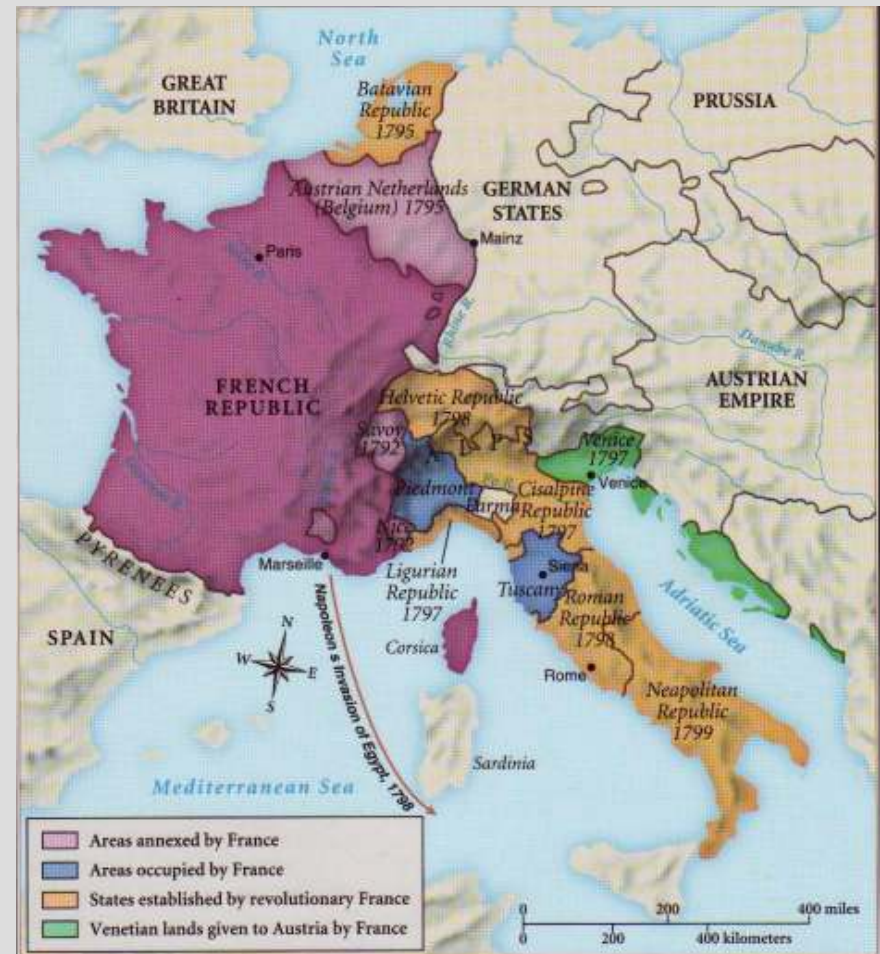 North
Sea
GREAT
BRITAIN
Batavian
Republic
1795
PRUSSIA
Austrian Netherlands
(Belgium) 1795
GERMAN
STATES
Mainz
Paris
Rhine R.
Danube R.
FRENCH
REPUBLIC
AUSTRIAN
EMPIRE
Helvetic Republic
1798
Savoy
1792
A L P S
Venice
1797
Venice
Piedmont
Po R.
Parma
Cisalpine
Republic
1797
Nice
1792
Marseille
Ligurian
Republic
1797
Siena
Tuscany
Roman
Republic
1798
Adriatic Sea
PYRENEES
SPAIN
N
W
E
S
Napoleon s Invasion of Egypt, 1798
Corsica
Rome
Neapolitan
Republic
1799
Sardinia
Mediterranean Sea
Areas annexed by France
Areas occupied by France
States established by revolutionary France
Venetian lands given to Austria by France
0 200 400 miles
0 200 400 kilometers